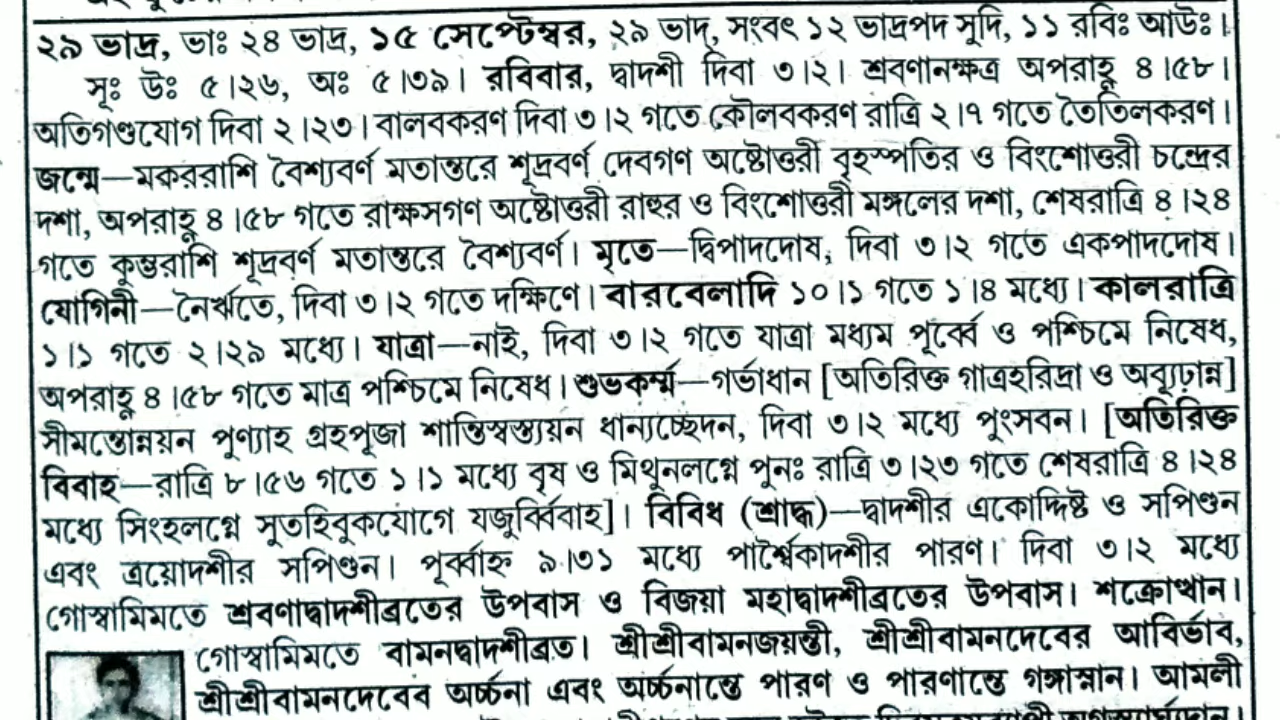 ২৯ ভাদ্র, ভাঃ ২৪ ভাদ্র, ১৫ সেপ্টেম্বর, ২৯ ভাদ, সংবৎ ১২ ভাদ্রপদ সুদি, ১১ রবিঃ আউঃ।
সূঃ উঃ ৫।২৬, অঃ ৫।৩৯। রবিবার, দ্বাদশী দিবা ৩।২। শ্রবণানক্ষত্র অপরাহ্ণ ৪।৫৮।
অতিগণ্ডযোগ দিবা ২।২৩। বালবকরণ দিবা ৩।২ গতে কৌলবকরণ রাত্রি ২।৭ গতে তৈতিলকরণ।
জন্মে—মকররাশি বৈশ্যবর্ণ মতান্তরে শূদ্রবর্ণ দেবগণ অষ্টোত্তরী বৃহস্পতির ও বিংশোত্তরী চন্দ্রের
দশা, অপরাহ্ণ ৪।৫৮ গতে রাক্ষসগণ অষ্টোত্তরী রাহুর ও বিংশোত্তরী মঙ্গলের দশা, শেষরাত্রি ৪।২৪
গতে কুম্ভরাশি শূদ্রবর্ণ মতান্তরে বৈশ্যবর্ণ। মৃতে—দ্বিপাদদোষ, দিবা ৩।২ গতে একপাদদোষ।
যোগিনী—নৈর্ঋতে, দিবা ৩।২ গতে দক্ষিণে। বারবেলাদি ১০।১ গতে ১।৪ মধ্যে। কালরাত্রি
১।১ গতে ২।২৯ মধ্যে। যাত্রা—নাই, দিবা ৩।২ গতে যাত্রা মধ্যম পূর্ব্বে ও পশ্চিমে নিষেধ,
অপরাহ্ণ ৪।৫৮ গতে মাত্র পশ্চিমে নিষেধ। শুভকর্ম্ম—গর্ভাধান [অতিরিক্ত গাত্রহরিদ্রা ও অব্যূঢ়ান্ন]
সীমন্তোন্নয়ন পুণ্যাহ গ্রহপূজা শান্তিস্বস্ত্যয়ন ধান্যচ্ছেদন, দিবা ৩।২ মধ্যে পুংসবন। [অতিরিক্ত
বিবাহ—রাত্রি ৮।৫৬ গতে ১।১ মধ্যে বৃষ ও মিথুনলগ্নে পুনঃ রাত্রি ৩।২৩ গতে শেষরাত্রি ৪।২৪
মধ্যে সিংহলগ্নে সুতহিবুকযোগে যজুর্ব্বিবাহ]। বিবিধ (শ্রাদ্ধ)—দ্বাদশীর একোদ্দিষ্ট ও সপিণ্ডন
এবং ত্রয়োদশীর সপিণ্ডন। পূর্ব্বাহ্ন ৯।৩১ মধ্যে পার্শ্বৈকাদশীর পারণ। দিবা ৩।২ মধ্যে
গোস্বামিমতে শ্রবণাদ্বাদশীব্রতের উপবাস ও বিজয়া মহাদ্বাদশীব্রতের উপবাস। শক্রোত্থান।
গোস্বামিমতে বামনদ্বাদশীব্রত। শ্রীশ্রীবামনজয়ন্তী, শ্রীশ্রীবামনদেবের আবির্ভাব,
শ্রীশ্রীবামনদেবের অর্চ্চনা এবং অর্চ্চনান্তে পারণ ও পারণান্তে গঙ্গাস্নান। আমলী